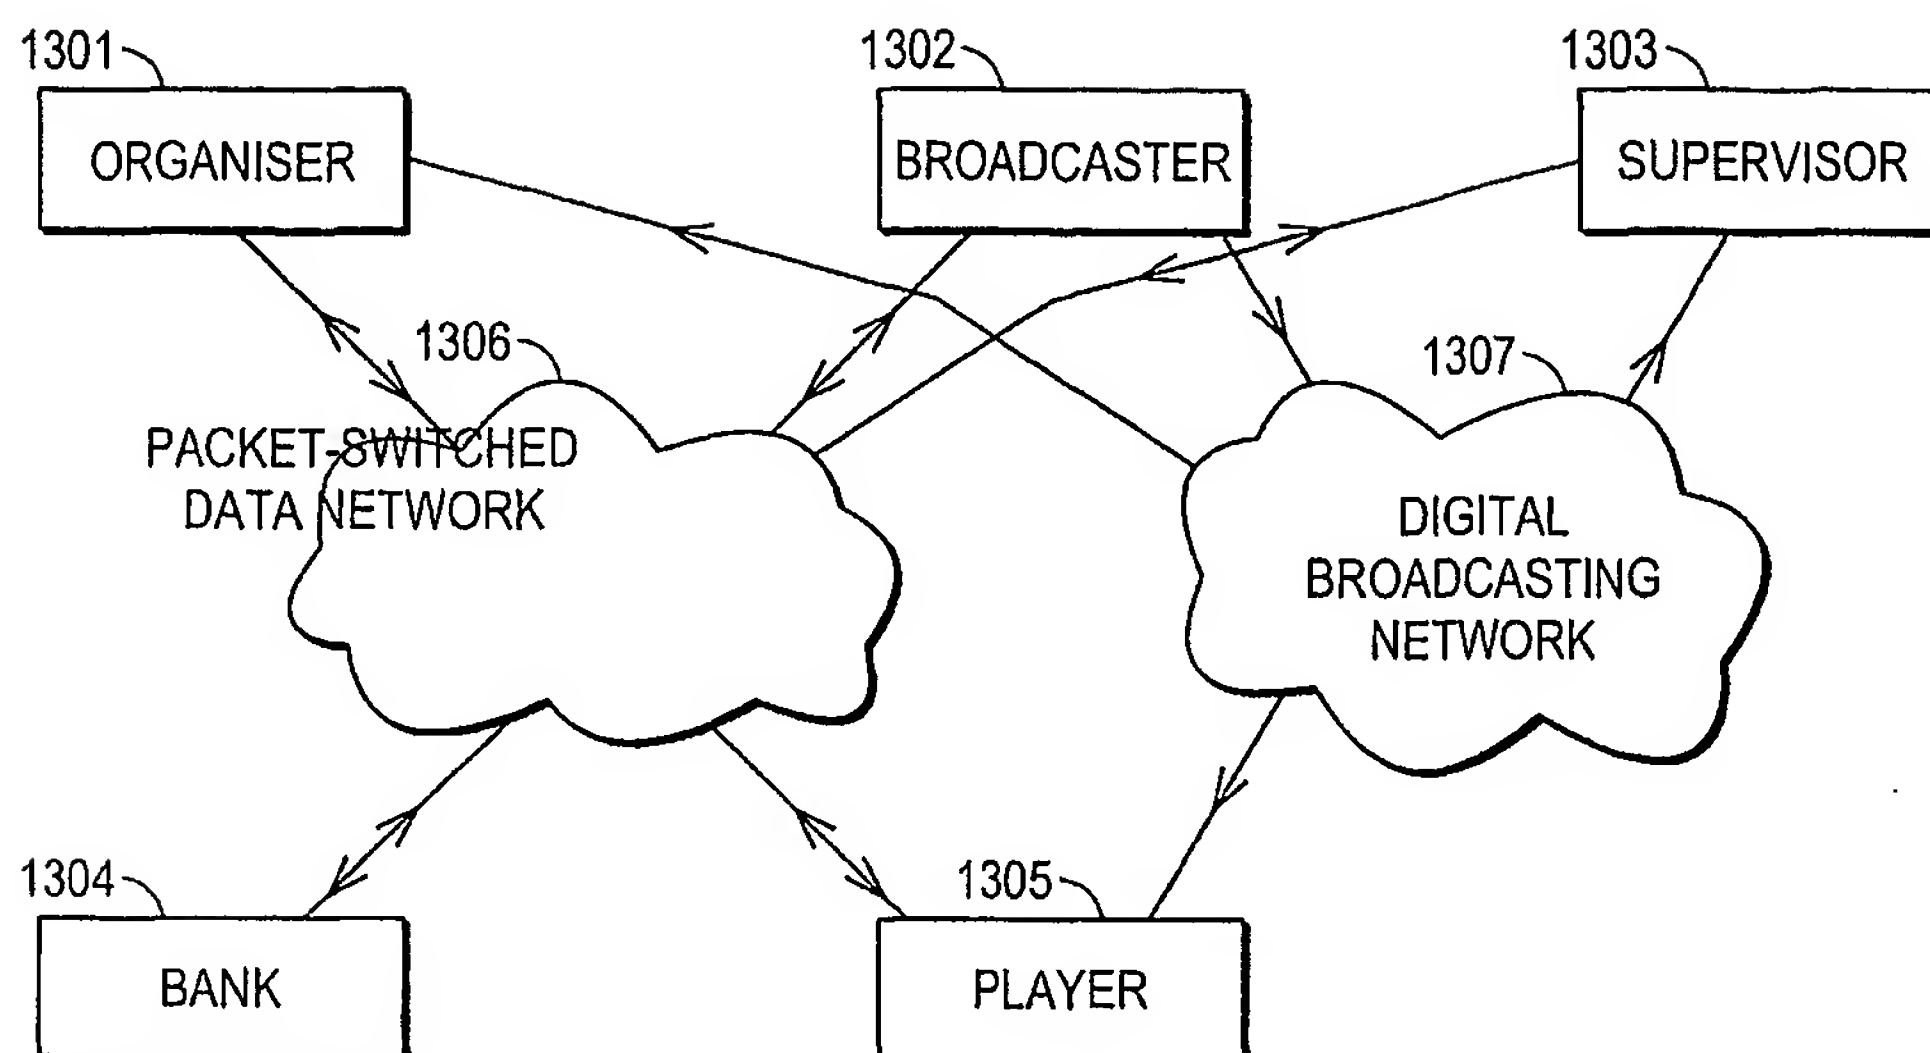 1301
1302
1303
ORGANISER
BROADCASTER
SUPERVISOR
1306
1307
PACKET-SWITCHED
DATA NETWORK
DIGITAL
BROADCASTING
NETWORK
1304
1305
BANK
PLAYER